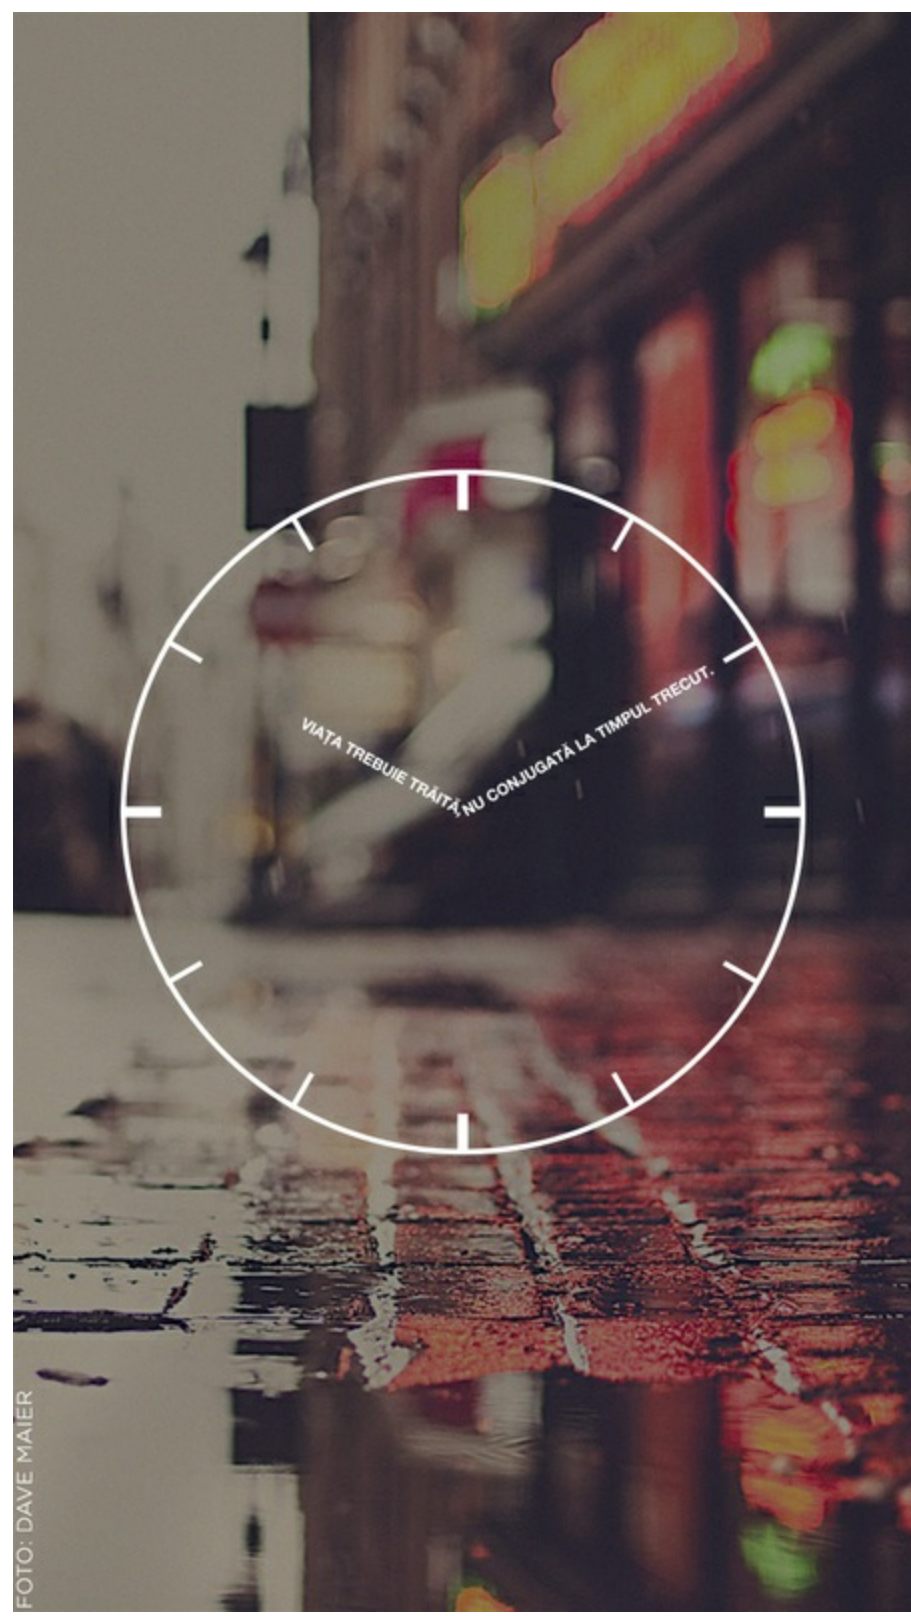 VIAȚA TREBUIE TRĂITĂ,
NU CONJUGATĂ LA TIMPUL TRECUT.
FOTO: DAVE MAIER